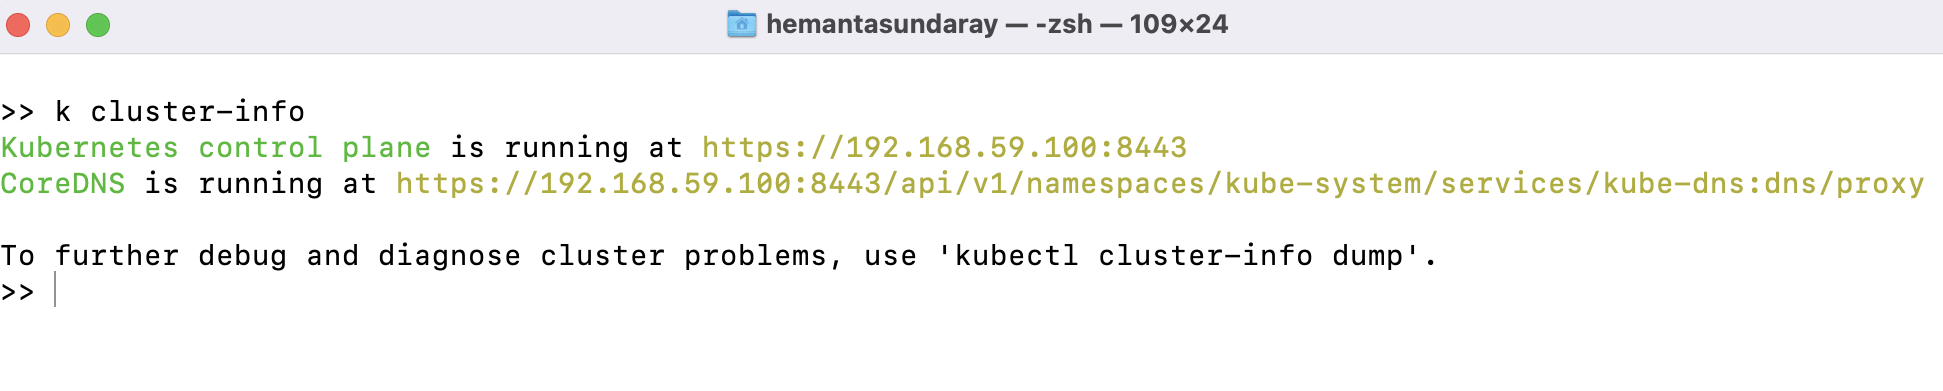 hemantasundaray — -zsh — 109×24
>> k cluster-info
Kubernetes control plane is running at https://192.168.59.100:8443
CoreDNS is running at https://192.168.59.100:8443/api/v1/namespaces/kube-system/services/kube-dns:dns/proxy
To further debug and diagnose cluster problems, use 'kubectl cluster-info dump'.
>>